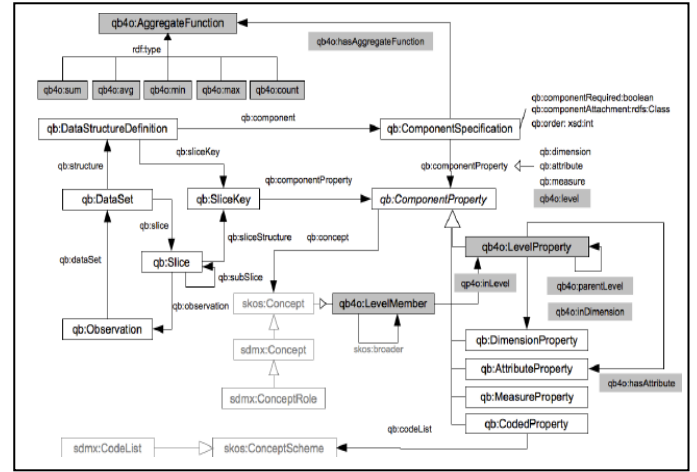 qb4o:AggregateFunction
qb4o:hasAggregateFunction
rdf:type
qb4o:sum
qb4o:avg
qb4o:min
qb4o:max
qb4o:count
qb:componentRequired:boolean
qb:componentAttachment:rdfs:Class
qb:order: xsd:int
qb:DataStructureDefinition
qb:component
qb:ComponentSpecification
qb:structure
qb:sliceKey
qb:dimension
qb:componentProperty
qb:attribute
qb:measure
qb4o:level
qb:DataSet
qb:SliceKey
qb:componentProperty
qb:ComponentProperty
qb:slice
qb:sliceStructure
qb:concept
qb4o:LevelProperty
qb:dataSet
qb:Slice
qb:subSlice
qp4o:inLevel
qb4o:parentLevel
qb:observation
skos:Concept
qb4o:LevelMember
qb4o:inDimension
qb:Observation
skos:broader
qb:DimensionProperty
sdmx:Concept
qb:AttributeProperty
qb4o:hasAttribute
sdmx:ConceptRole
qb:MeasureProperty
qb:codeList
qb:CodedProperty
sdmx:CodeList
skos:ConceptScheme